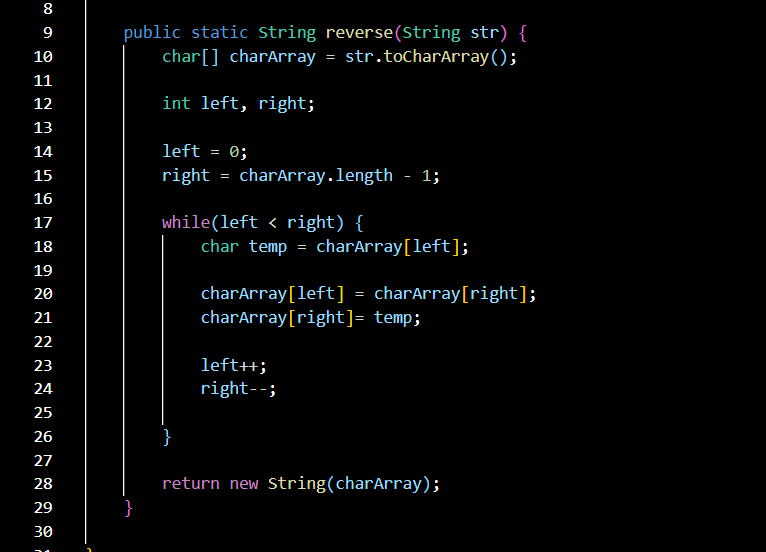 8
9 public static String reverse(String str) {
10 char[] charArray = str.toCharArray();
11
12 int left, right;
13
14 left = 0;
15 right = charArray.length - 1;
16
17 while(left < right) {
18 char temp = charArray[left];
19
20 charArray[left] = charArray[right];
21 charArray[right]= temp;
22
23 left++;
24 right--;
25
26 }
27
28 return new String(charArray);
29 }
30